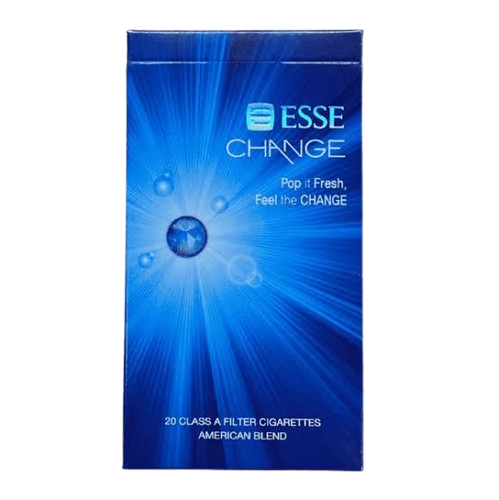 ESSE
CHANGE
Pop it Fresh,
Feel the CHANGE
20 CLASS A FILTER CIGARETTES
AMERICAN BLEND